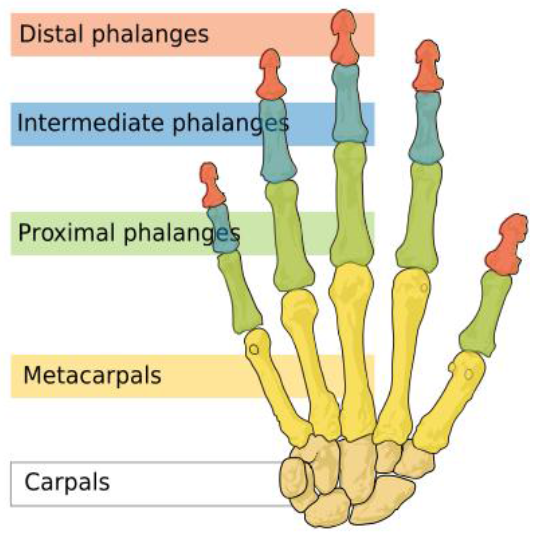 Distal phalanges
Intermediate phalanges
Proximal phalanges
Metacarpals
Carpals